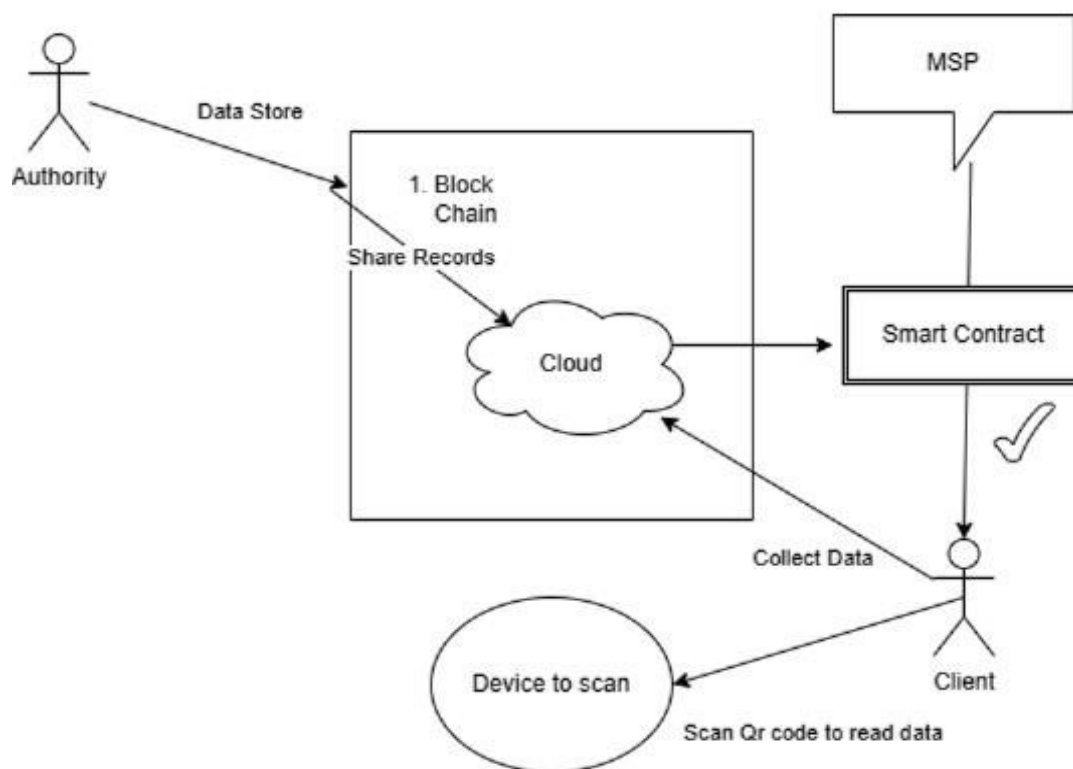 MSP
Data Store
Authority
1. Block
Chain
Share Records
Smart Contract
Cloud
Collect Data
Device to scan
Client
Scan Qr code to read data